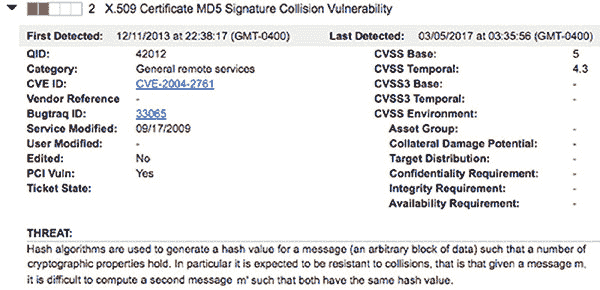 2 X.509 Certificate MD5 Signature Collision Vulnerability
First Detected: 12/11/2013 at 22:38:17 (GMT-0400) Last Detected: 03/05/2017 at 03:35:56 (GMT-0400)
QID: 42012 CVSS Base: 5
Category: General remote services CVSS Temporal: 4.3
CVE ID: CVE-2004-2761 CVSS3 Base: -
Vendor Reference - CVSS3 Temporal: -
Bugtraq ID: 33065 CVSS Environment:
Service Modified: 09/17/2009 Asset Group: -
User Modified: - Collateral Damage Potential: -
Edited: No Target Distribution: -
PCI Vuln: Yes Confidentiality Requirement: -
Ticket State: Integrity Requirement: -
Availability Requirement: -
THREAT:
Hash algorithms are used to generate a hash value for a message (an arbitrary block of data) such that a number of
cryptographic properties hold. In particular it is expected to be resistant to collisions, that is that given a message m,
it is difficult to compute a second message m' such that both have the same hash value.